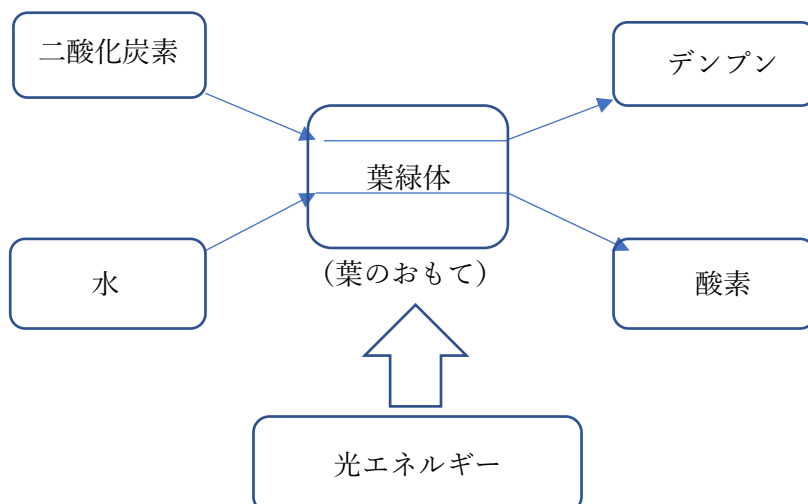 二酸化炭素
デンプン
葉緑体
水
(葉のおもて)
酸素
光エネルギー